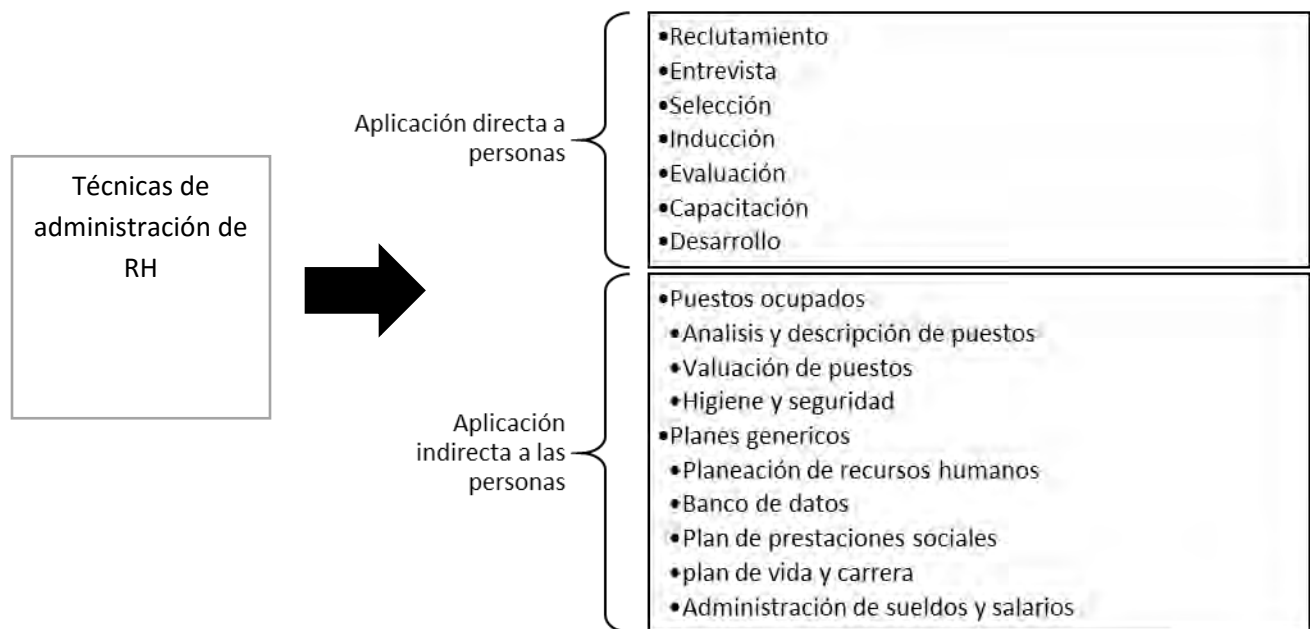 Técnicas de
administración de
RH
Aplicación directa a
personas
•Reclutamiento
•Entrevista
•Selección
•Inducción
•Evaluación
•Capacitación
•Desarrollo
Aplicación
indirecta a las
personas
•Puestos ocupados
•Analisis y descripción de puestos
•Valuación de puestos
•Higiene y seguridad
•Planes genericos
•Planeación de recursos humanos
•Banco de datos
•Plan de prestaciones sociales
•plan de vida y carrera
•Administración de sueldos y salarios